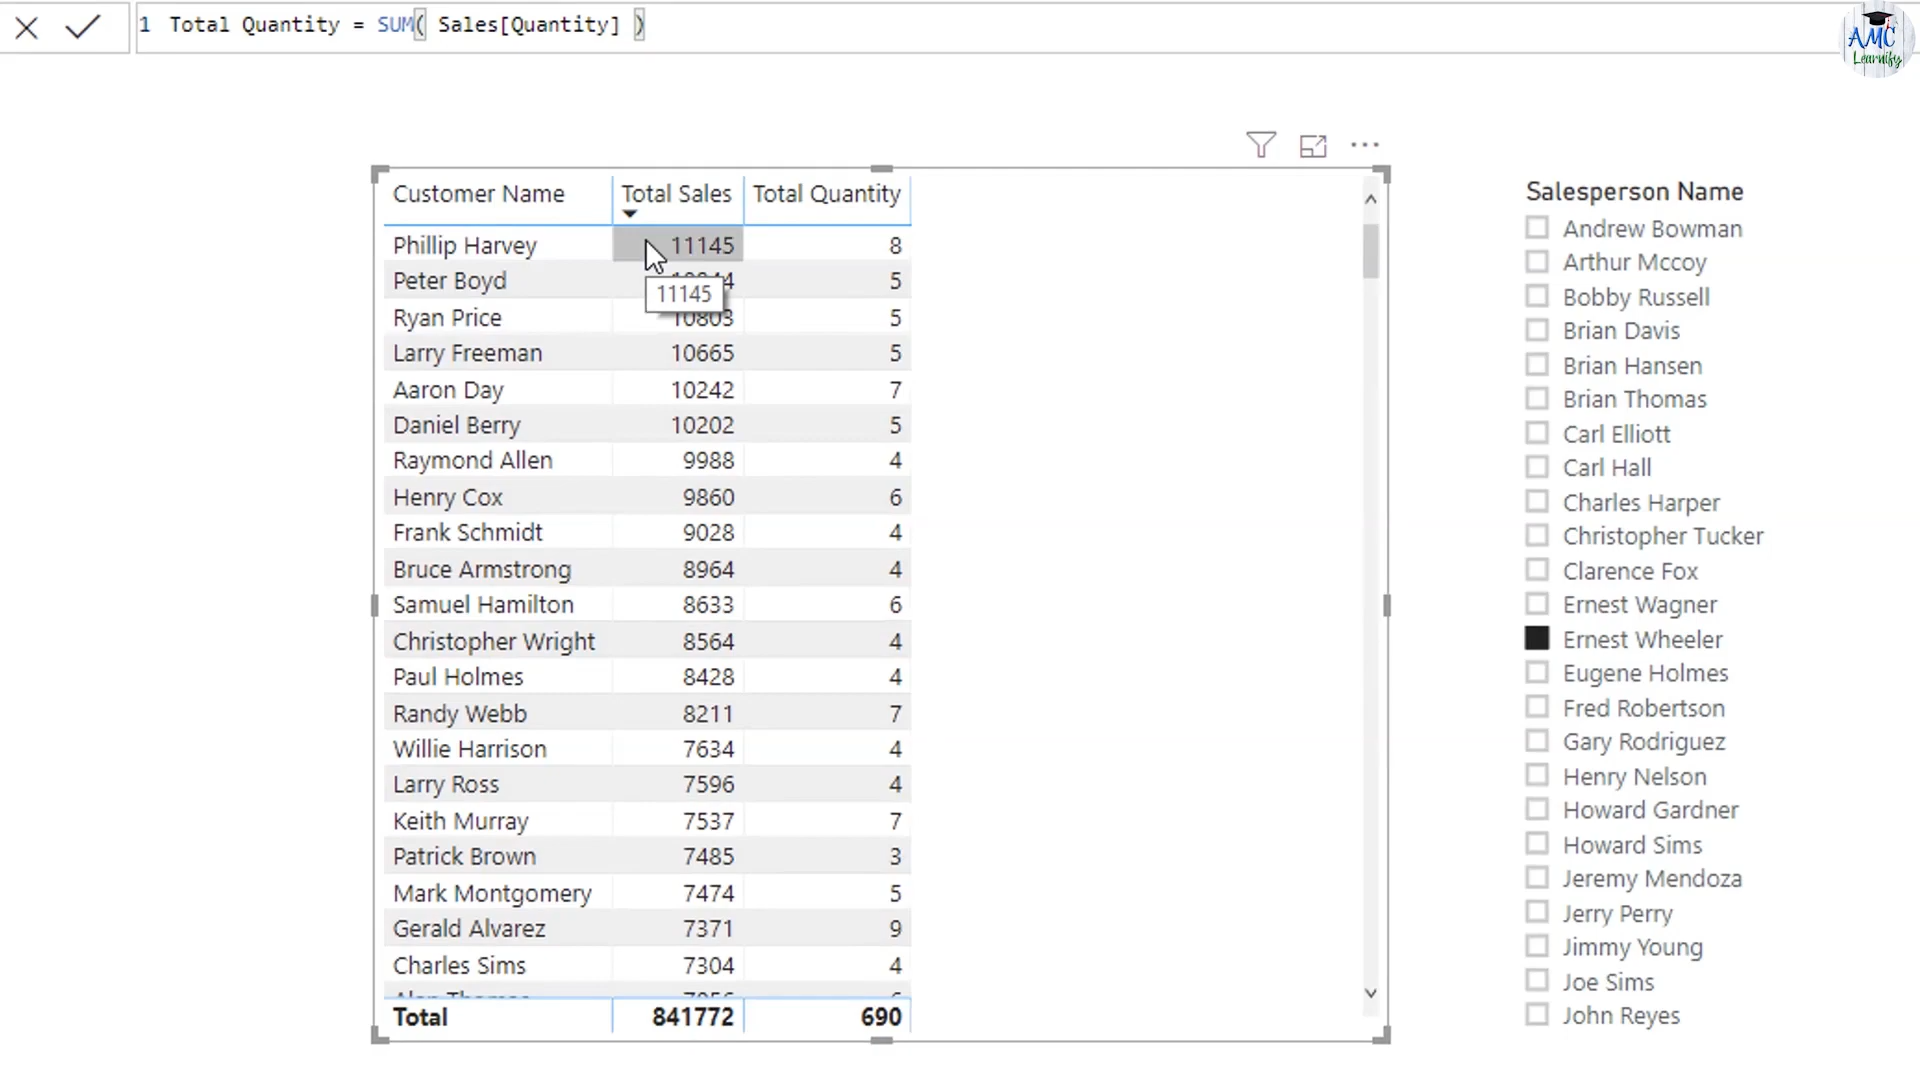 1 Total Quantity = SUM( Sales[Quantity] )
AMC
Learnify
Customer Name Total Sales Total Quantity
Phillip Harvey 11145 8
Peter Boyd 5
11145
Ryan Price 10803 5
Larry Freeman 10665 5
Aaron Day 10242 7
Daniel Berry 10202 5
Raymond Allen 9988 4
Henry Cox 9860 6
Frank Schmidt 9028 4
Bruce Armstrong 8964 4
Samuel Hamilton 8633 6
Christopher Wright 8564 4
Paul Holmes 8428 4
Randy Webb 8211 7
Willie Harrison 7634 4
Larry Ross 7596 4
Keith Murray 7537 7
Patrick Brown 7485 3
Mark Montgomery 7474 5
Gerald Alvarez 7371 9
Charles Sims 7304 4
Total 841772 690
Salesperson Name
Andrew Bowman
Arthur Mccoy
Bobby Russell
Brian Davis
Brian Hansen
Brian Thomas
Carl Elliott
Carl Hall
Charles Harper
Christopher Tucker
Clarence Fox
Ernest Wagner
Ernest Wheeler
Eugene Holmes
Fred Robertson
Gary Rodriguez
Henry Nelson
Howard Gardner
Howard Sims
Jeremy Mendoza
Jerry Perry
Jimmy Young
Joe Sims
John Reyes